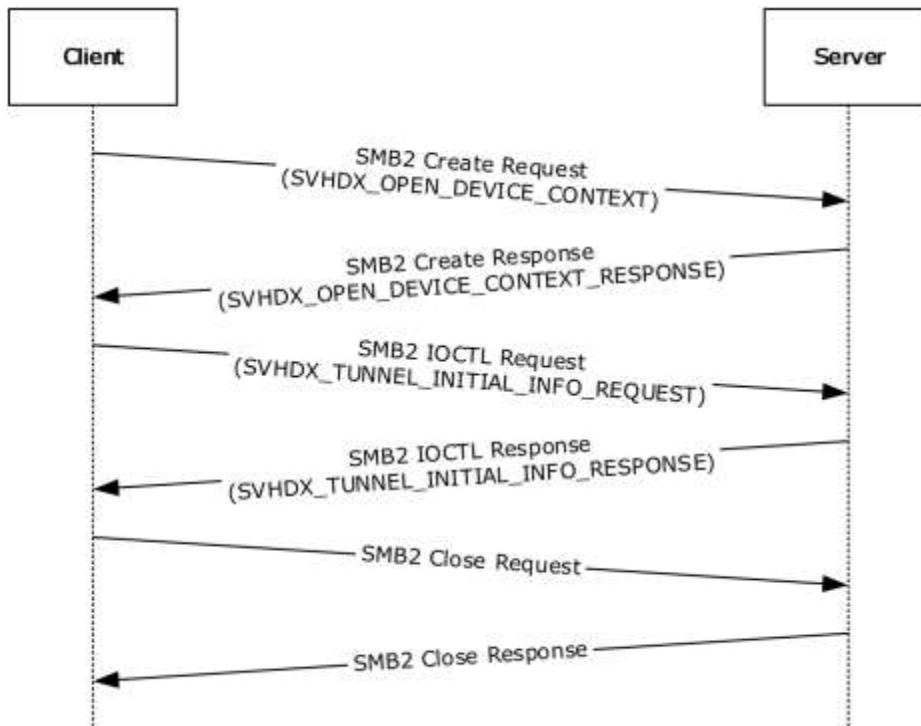 Client
Server
SMB2 Create Request
(SVHDX_OPEN_DEVICE_CONTEXT)
SMB2 Create Response
(SVHDX_OPEN_DEVICE_CONTEXT_RESPONSE)
SMB2 IOCTL Request
(SVHDX_TUNNEL_INITIAL_INFO_REQUEST)
SMB2 IOCTL Response
(SVHDX_TUNNEL_INITIAL_INFO_RESPONSE)
SMB2 Close Request
SMB2 Close Response